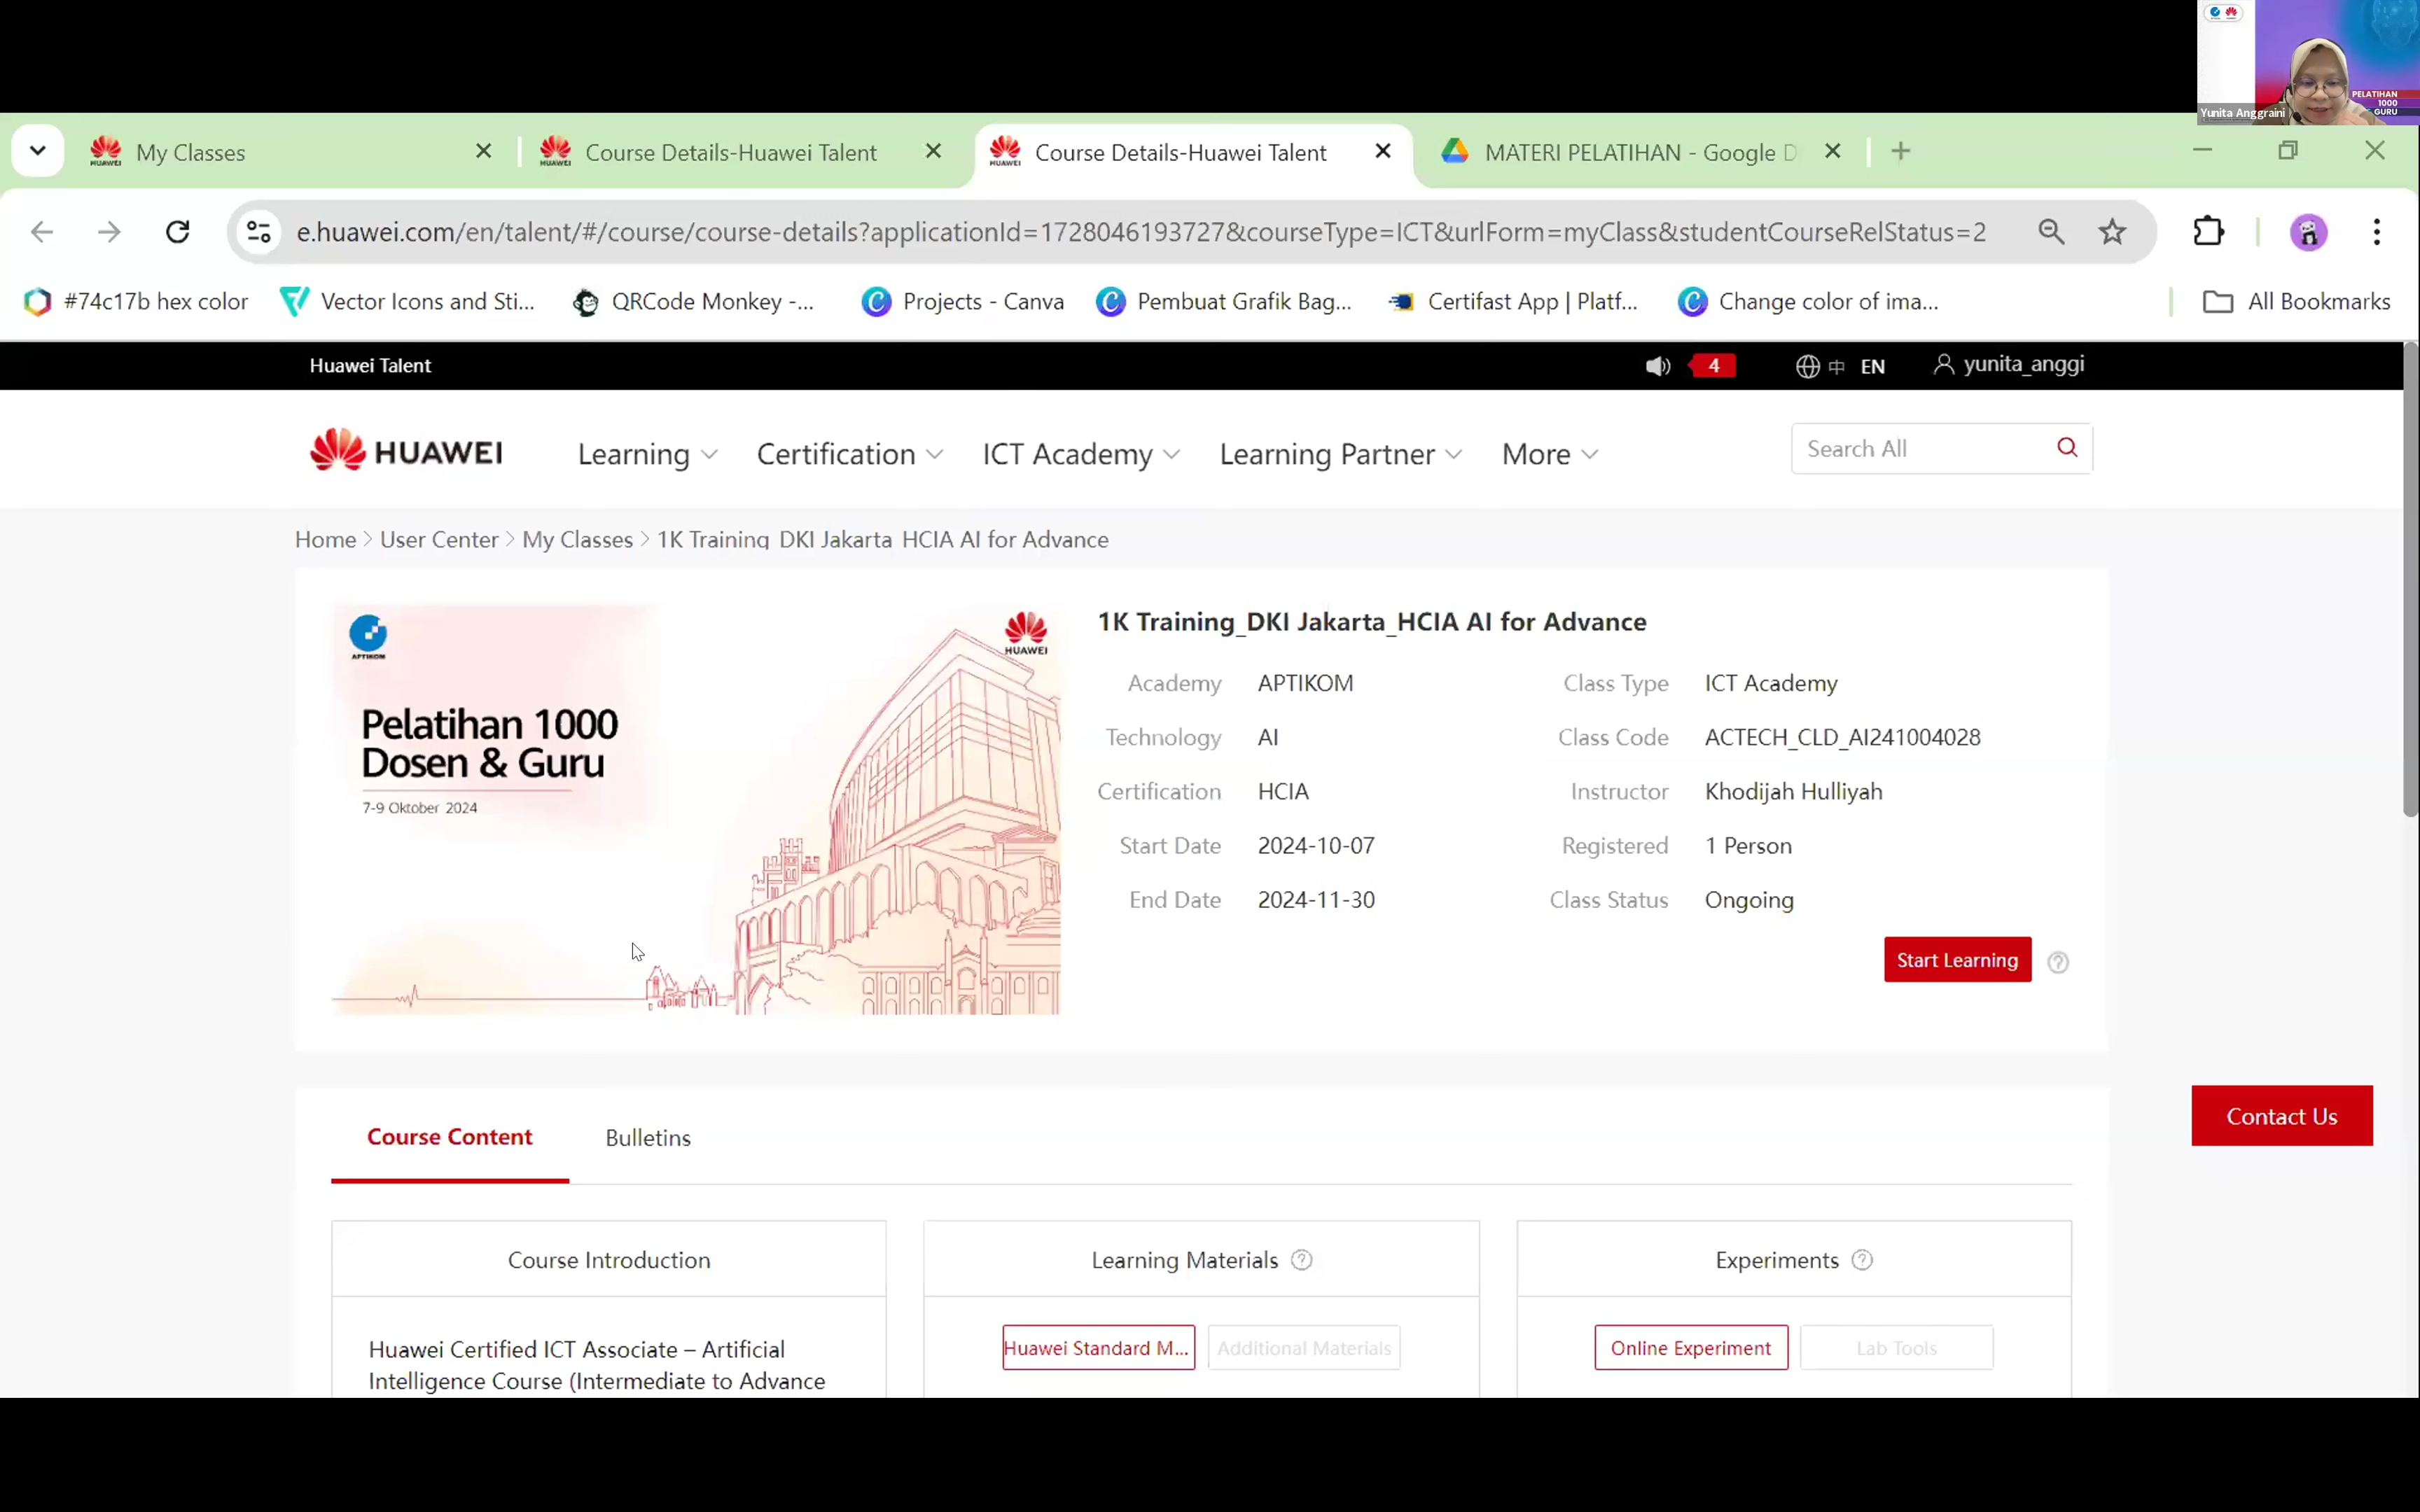 PELATIHAN
1000
GURU
Yunita Anggraini
My Classes
Course Details-Huawei Talent
Course Details-Huawei Talent
MATERI PELATIHAN - Google D
e.huawei.com/en/talent/#/course/course-details?applicationId=1728046193727&courseType=ICT&urlForm=myClass&studentCourseRelStatus=2
#74c17b hex color
Vector Icons and Sti...
QRCode Monkey -...
Projects - Canva
Pembuat Grafik Bag...
Certifast App | Platf...
Change color of ima...
All Bookmarks
Huawei Talent
4
中 EN
yunita_anggi
HUAWEI
Learning
Certification
ICT Academy
Learning Partner
More
Search All
Home > User Center > My Classes > 1K Training_DKI Jakarta_HCIA AI for Advance
APTIKOM
HUAWEI
Pelatihan 1000
Dosen & Guru
7-9 Oktober 2024
1K Training_DKI Jakarta_HCIA AI for Advance
Academy APTIKOM
Class Type ICT Academy
Technology AI
Class Code ACTECH_CLD_AI241004028
Certification HCIA
Instructor Khodijah Hulliyah
Start Date 2024-10-07
Registered 1 Person
End Date 2024-11-30
Class Status Ongoing
Start Learning
Contact Us
Course Content
Bulletins
Course Introduction
Learning Materials
Experiments
Huawei Certified ICT Associate – Artificial
Intelligence Course (Intermediate to Advance
Huawei Standard M...
Additional Materials
Online Experiment
Lab Tools